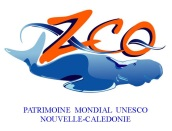 ZCO
PATRIMOINE MONDIAL UNESCO
NOUVELLE-CALEDONIE